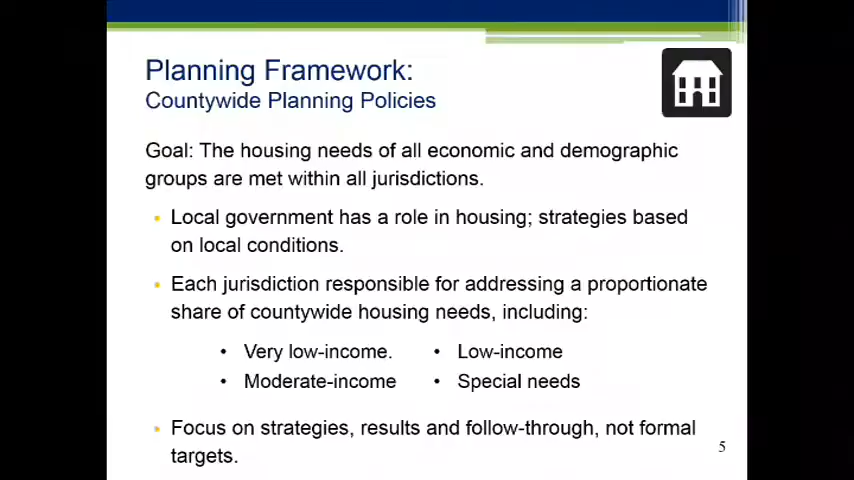 Planning Framework:
Countywide Planning Policies
Goal: The housing needs of all economic and demographic
groups are met within all jurisdictions.
▪ Local government has a role in housing; strategies based
on local conditions.
▪ Each jurisdiction responsible for addressing a proportionate
share of countywide housing needs, including:
• Very low-income. • Low-income
• Moderate-income • Special needs
▪ Focus on strategies, results and follow-through, not formal
targets.
5